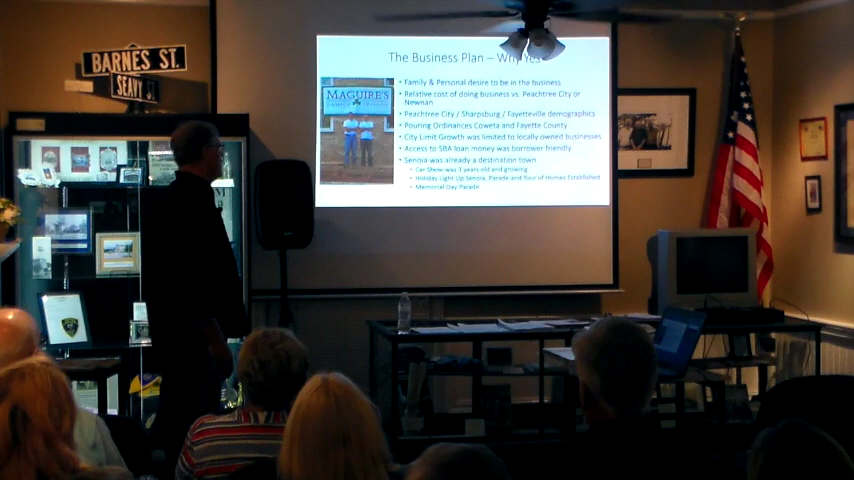 BARNES ST.
SEAVY ST
The Business Plan – Why Yes
MAGUIRE'S
• Family & Personal desire to be in the business
• Relative cost of doing business vs. Peachtree City or
Newnan
• Peachtree City / Sharpsburg / Fayetteville demographics
• Pouring Ordinances Coweta and Fayette County
• City Limit Growth was limited to locally owned businesses
• Access to SBA loan money was borrower friendly
• Senoia was already a destination town
• Car Show was 3 years old and growing
• Holiday Light Up Senoia, Parade and Tour of Homes Established
• Memorial Day Parade